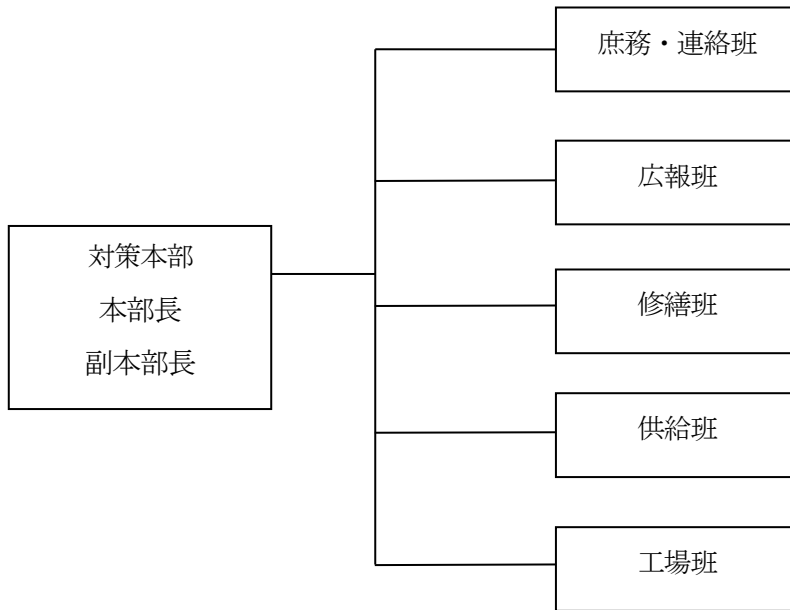 対策本部
本部長
副本部長
庶務・連絡班
広報班
修繕班
供給班
工場班